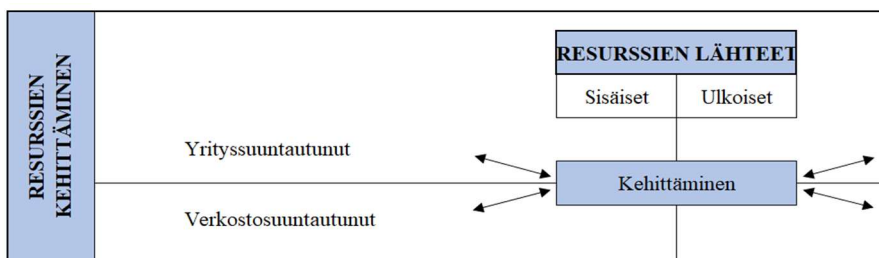 RESURSSIEN
KEHITTÄMINEN
RESURSSIEN LÄHTEET
Sisäiset
Ulkoiset
Yrityssuuntautunut
Kehittäminen
Verkostosuuntautunut